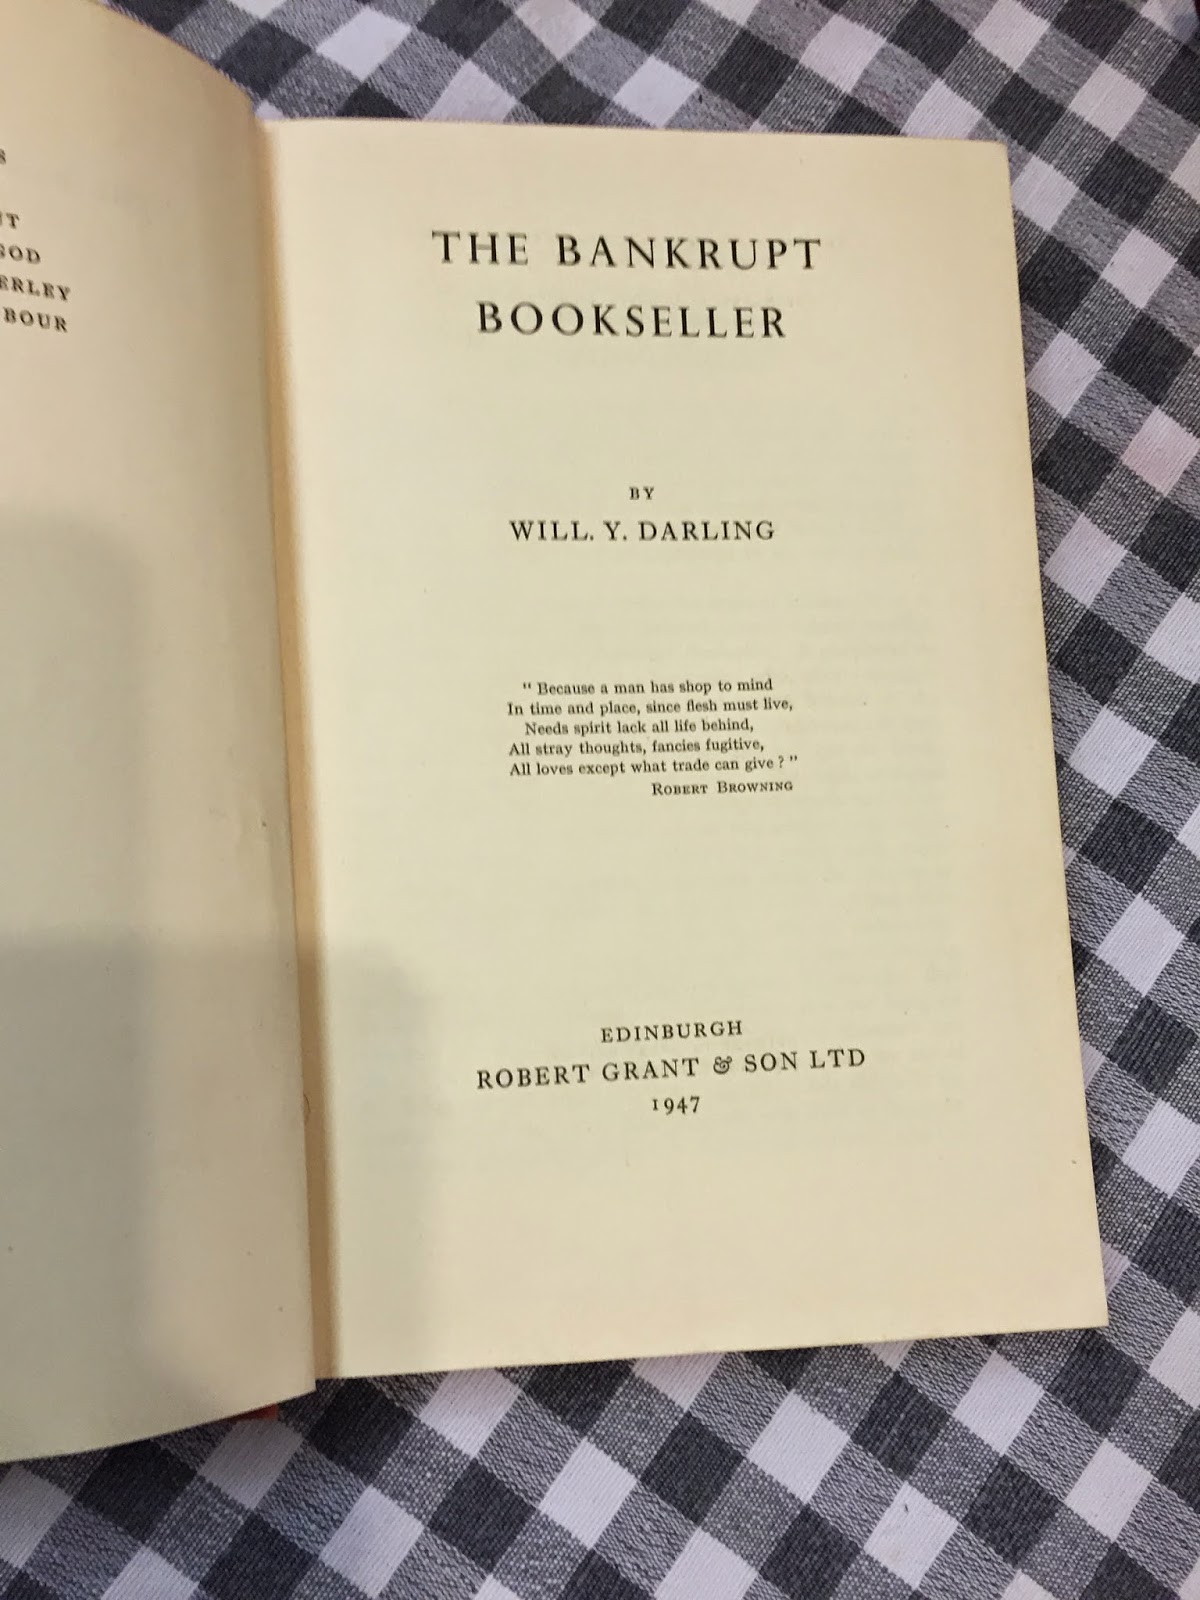 THE BANKRUPT
BOOKSELLER
BY
WILL. Y. DARLING
" Because a man has shop to mind
In time and place, since flesh must live,
Needs spirit lack all life behind,
All stray thoughts, fancies fugitive,
All loves except what trade can give ? "
ROBERT BROWNING
EDINBURGH
ROBERT GRANT & SON LTD
1947